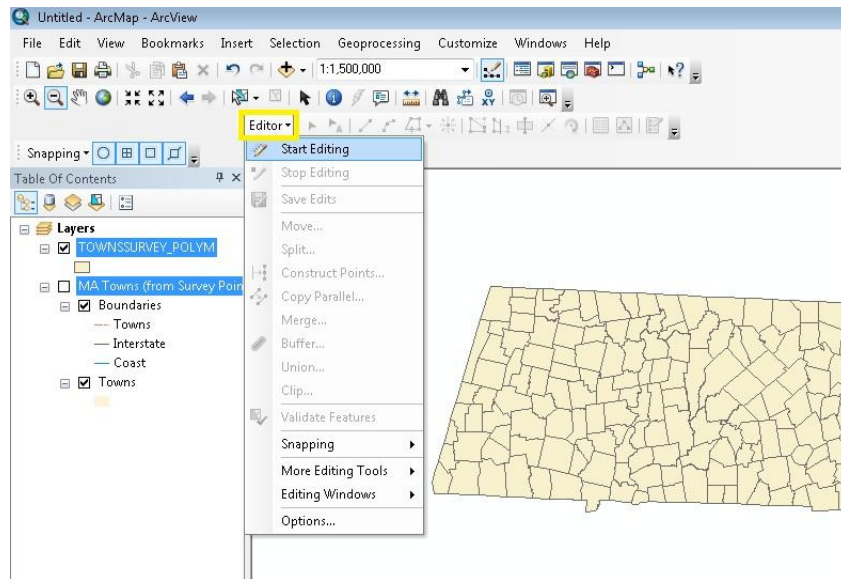 Untitled - ArcMap - ArcView
File Edit View Bookmarks Insert Selection Geoprocessing Customize Windows Help
1:1,500,000
Editor
Start Editing
Snapping
Table Of Contents
Stop Editing
Save Edits
Layers
Move...
TOWNSSURVEY_POLYM
Split...
Construct Points...
MA Towns (from Survey Poin
Copy Parallel...
Boundaries
Merge...
Towns
Interstate
Buffer...
Coast
Union...
Towns
Clip...
Validate Features
Snapping
More Editing Tools
Editing Windows
Options...